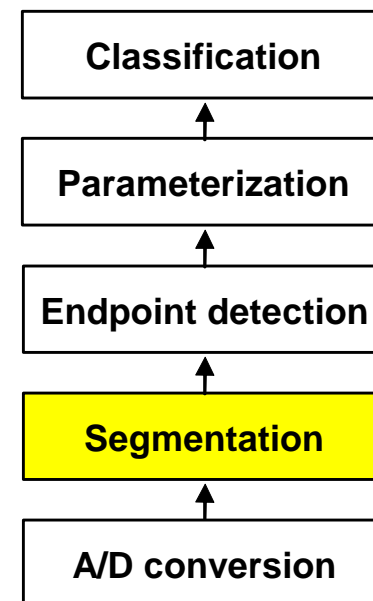 Classification
Parameterization
Endpoint detection
Segmentation
A/D conversion